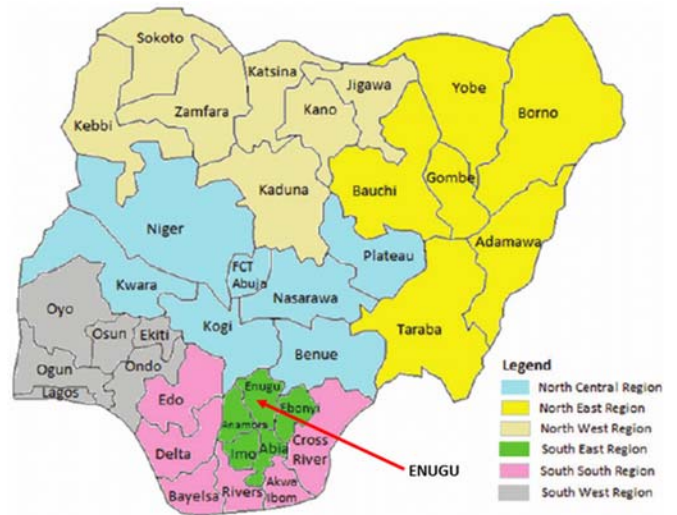 Sokoto
Katsina
Jigawa
Yobe
Borno
Zamfara
Kano
Kebbi
Kaduna
Bauchi
Gombe
Niger
Adamawa
Plateau
FCT
Abuja
Kwara
Nasarawa
Oyo
Taraba
Kogi
Osun
Ekiti
Benue
Ogun
Ondo
Lagos
Edo
Enugu
Ebonyi
Anambra
Cross
River
Delta
Imo
Abia
Bayelsa
Rivers
Akwa
Ibom
ENUGU
Legend
North Central Region
North East Region
North West Region
South East Region
South South Region
South West Region